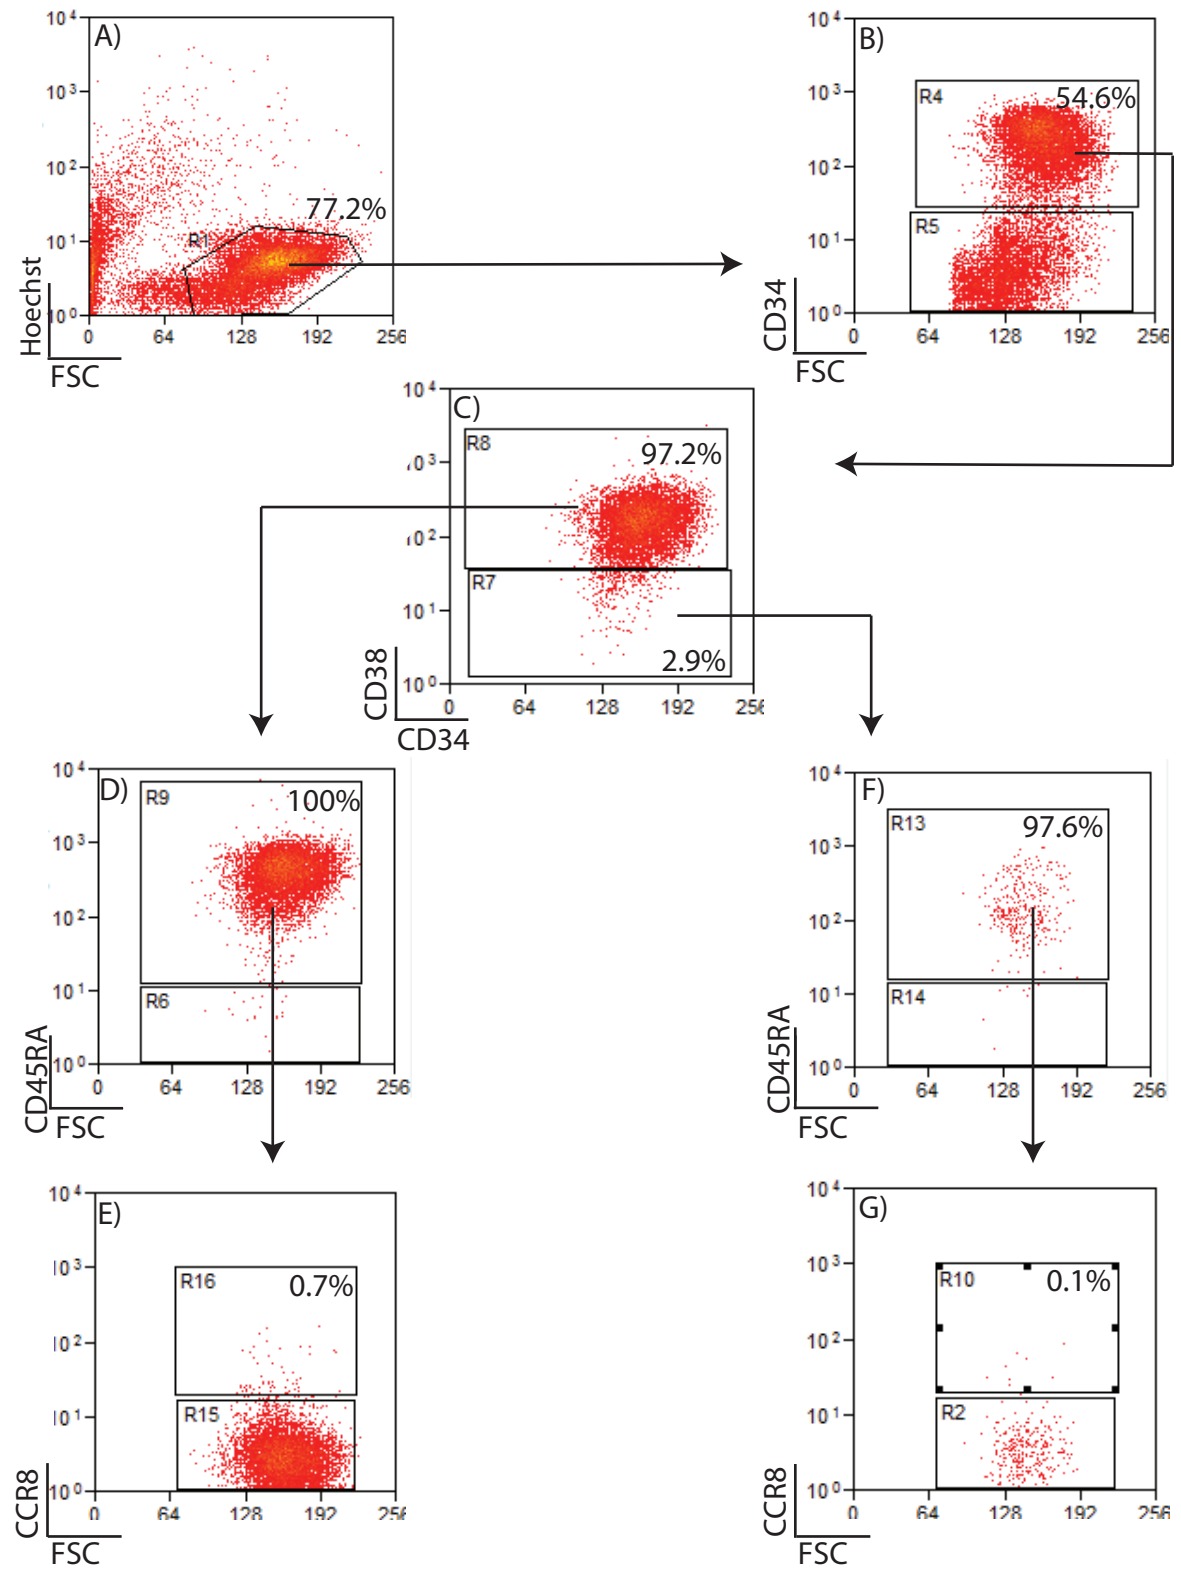 A)
10⁴
10³
10²
10¹
10⁰
R1
77.2%
0 64 128 192 256
Hoechst
FSC
B)
10⁴
10³
10²
10¹
10⁰
R4
54.6%
R5
0 64 128 192 256
CD34
FSC
C)
10⁴
10³
10²
10¹
10⁰
R8
97.2%
R7
2.9%
0 64 128 192 256
CD38
CD34
D)
10⁴
10³
10²
10¹
10⁰
R9
100%
R6
0 64 128 192 256
CD45RA
FSC
F)
10⁴
10³
10²
10¹
10⁰
R13
97.6%
R14
0 64 128 192 256
CD45RA
FSC
E)
10⁴
10³
10²
10¹
10⁰
R16
0.7%
R15
0 64 128 192 256
CCR8
FSC
G)
10⁴
10³
10²
10¹
10⁰
R10
0.1%
R2
0 64 128 192 256
CCR8
FSC